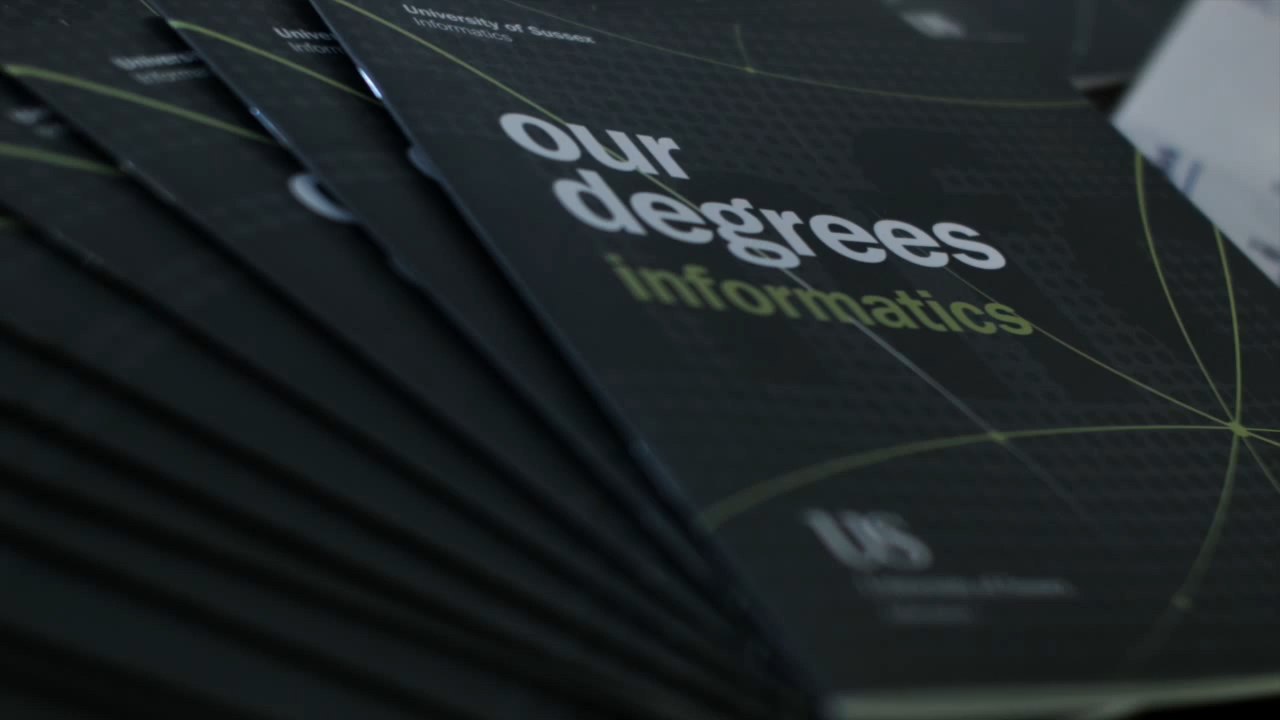 University of Sussex
Informatics
our
degrees
informatics
US